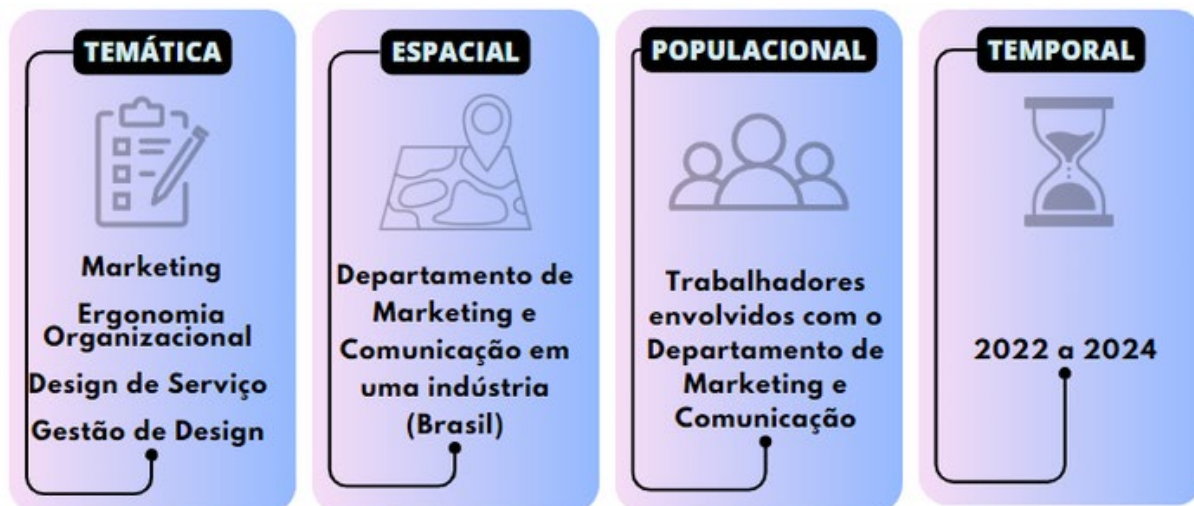 TEMÁTICA
Marketing
Ergonomia
Organizacional
Design de Serviço
Gestão de Design
ESPACIAL
Departamento de
Marketing e
Comunicação em
uma indústria
(Brasil)
POPULACIONAL
Trabalhadores
envolvidos com o
Departamento de
Marketing e
Comunicação
TEMPORAL
2022 a 2024